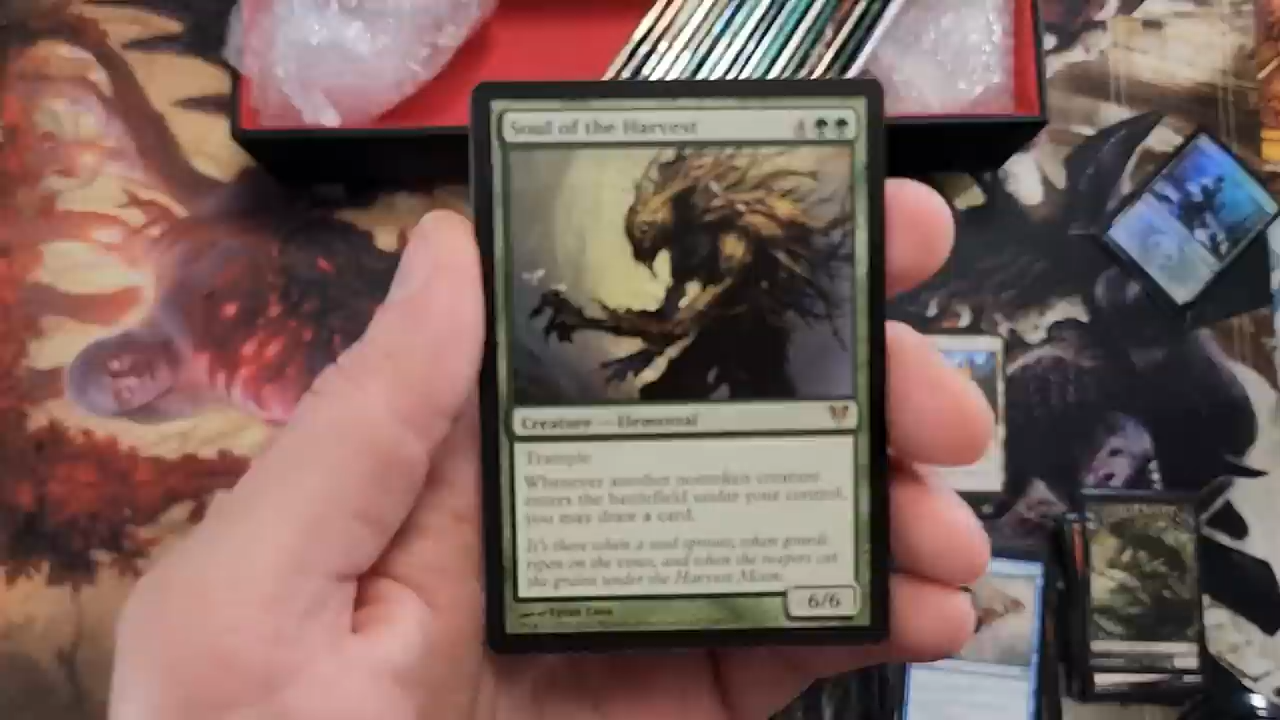 Soul of the Harvest 4
Creature — Elemental
Trample
Whenever another nontoken creature
enters the battlefield under your control,
you may draw a card.
It's there when a seed sprouts, when gourds
ripen on the vines, and when the reapers cut
the grains under the Harvest Moon.
6/6